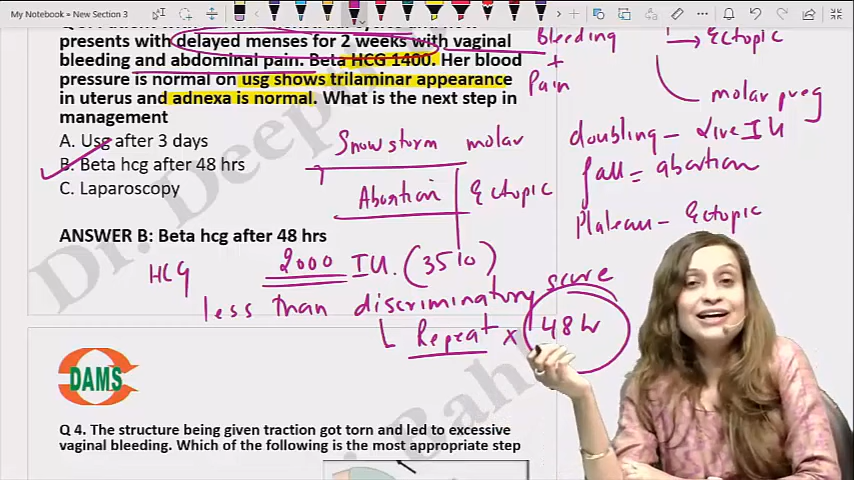 My Notebook » New Section 3
presents with delayed menses for 2 weeks with vaginal
bleeding and abdominal pain. Beta HCG 1400. Her blood
pressure is normal on usg shows trilaminar appearance
in uterus and adnexa is normal. What is the next step in
management
A. Usg after 3 days
B. Beta hcg after 48 hrs
C. Laparoscopy
ANSWER B: Beta hcg after 48 hrs
bleeding
+
Pain
Ectopic
molar preg
Snowstorm molar
Abortion Ectopic
doubling - Live IU
fall = abortion
Plateau - Ectopic
HCG 2000 IU. (3510)
less than discriminatory score
Repeat x 48 hr
Dr. Deepti Bah
DAMS
Q 4. The structure being given traction got torn and led to excessive
vaginal bleeding. Which of the following is the most appropriate step